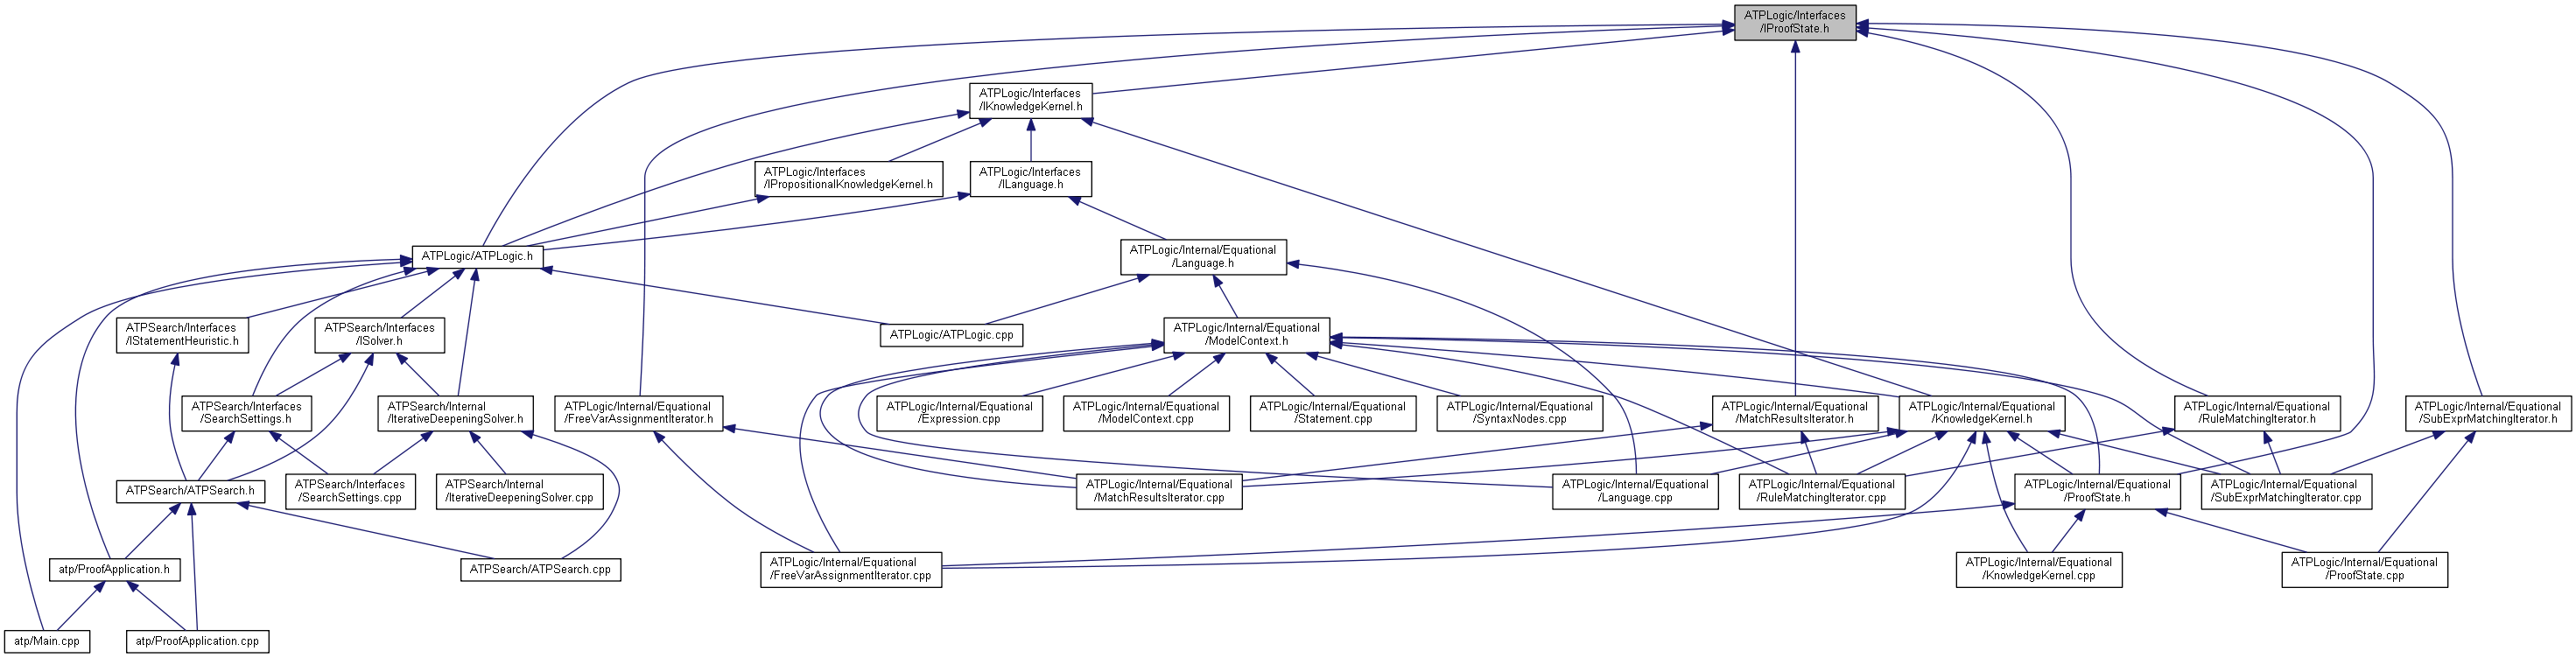 ATPLogic/Interfaces
/IProofState.h
ATPLogic/Interfaces
/IKnowledgeKernel.h
ATPLogic/Interfaces
/IPropositionalKnowledgeKernel.h
ATPLogic/Interfaces
/ILanguage.h
ATPLogic/ATPLogic.h
ATPLogic/Internal/Equational
/Language.h
ATPSearch/Interfaces
/IStatementHeuristic.h
ATPSearch/Interfaces
/ISolver.h
ATPLogic/ATPLogic.cpp
ATPLogic/Internal/Equational
/ModelContext.h
ATPSearch/Interfaces
/SearchSettings.h
ATPSearch/Internal
/IterativeDeepeningSolver.h
ATPLogic/Internal/Equational
/FreeVarAssignmentIterator.h
ATPLogic/Internal/Equational
/Expression.cpp
ATPLogic/Internal/Equational
/ModelContext.cpp
ATPLogic/Internal/Equational
/Statement.cpp
ATPLogic/Internal/Equational
/SyntaxNodes.cpp
ATPLogic/Internal/Equational
/MatchResultsIterator.h
ATPLogic/Internal/Equational
/KnowledgeKernel.h
ATPLogic/Internal/Equational
/RuleMatchingIterator.h
ATPLogic/Internal/Equational
/SubExprMatchingIterator.h
ATPSearch/ATPSearch.h
ATPSearch/Interfaces
/SearchSettings.cpp
ATPSearch/Internal
/IterativeDeepeningSolver.cpp
ATPLogic/Internal/Equational
/MatchResultsIterator.cpp
ATPLogic/Internal/Equational
/Language.cpp
ATPLogic/Internal/Equational
/RuleMatchingIterator.cpp
ATPLogic/Internal/Equational
/ProofState.h
ATPLogic/Internal/Equational
/SubExprMatchingIterator.cpp
atp/ProofApplication.h
ATPSearch/ATPSearch.cpp
ATPLogic/Internal/Equational
/FreeVarAssignmentIterator.cpp
ATPLogic/Internal/Equational
/KnowledgeKernel.cpp
ATPLogic/Internal/Equational
/ProofState.cpp
atp/Main.cpp
atp/ProofApplication.cpp